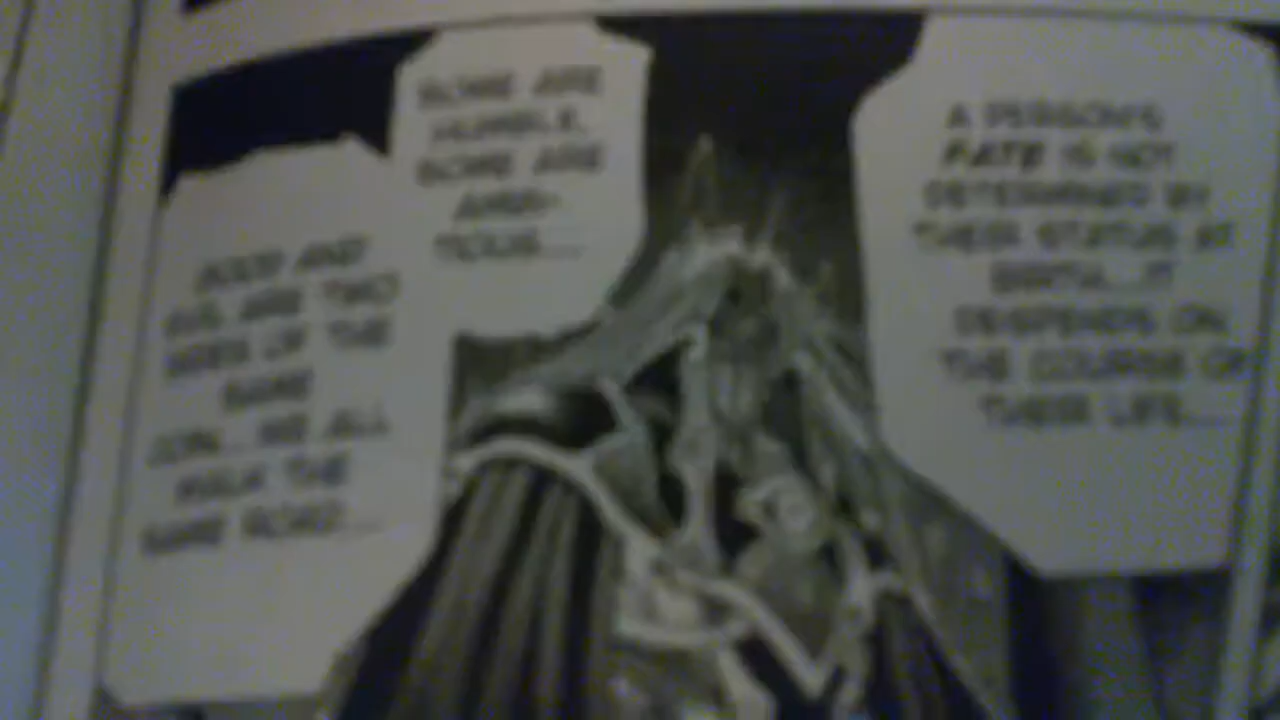 A PERSON'S
FATE IS NOT
DETERMINED BY
THEIR STATUS AT
BIRTH...IT
DESPENDS ON
THE COURSE OF
THEIR LIFE...
SOME ARE
HUMBLE,
SOME ARE
AMBI-
TIOUS...
GOOD AND
EVIL ARE TWO
SIDES OF THE
SAME
COIN...WE ALL
WALK THE
SAME ROAD...